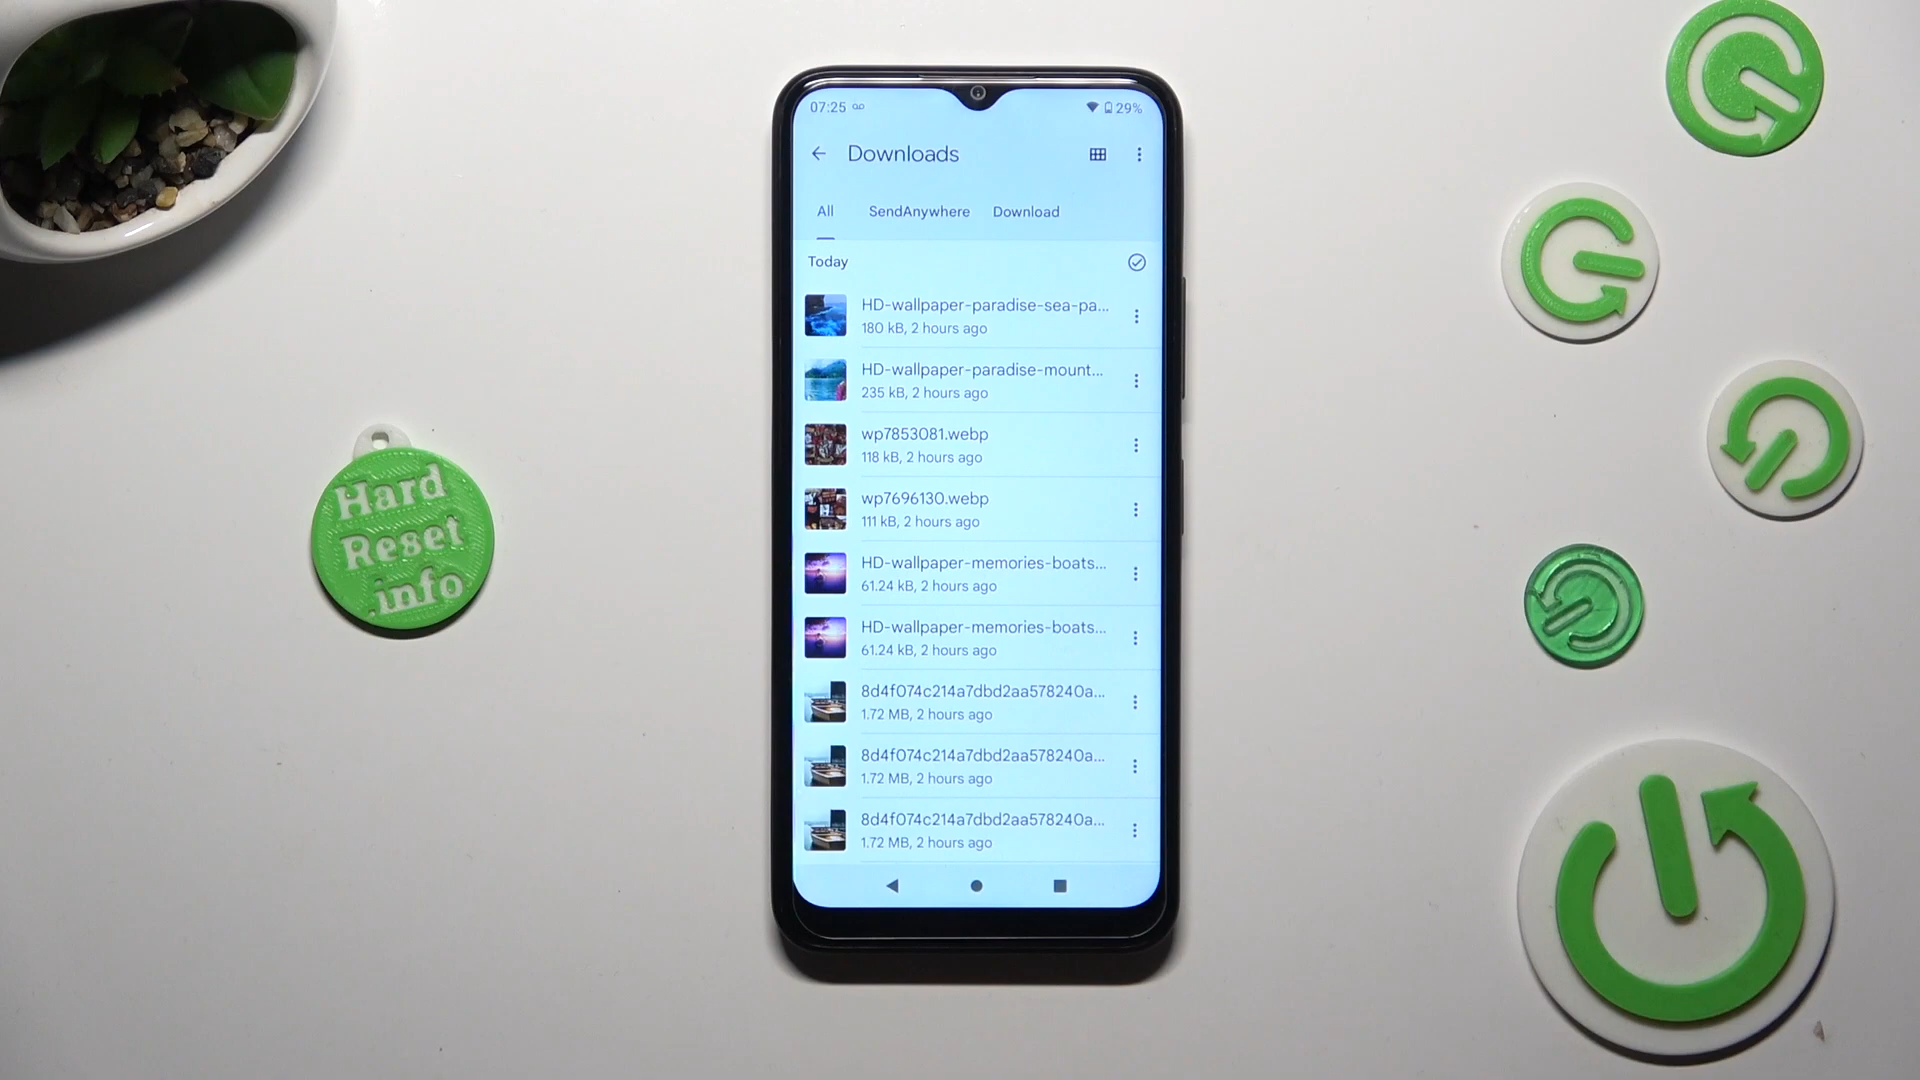 07:25
29%
Downloads
All SendAnywhere Download
Today
HD-wallpaper-paradise-sea-pa...
180 kB, 2 hours ago
HD-wallpaper-paradise-mount...
235 kB, 2 hours ago
wp7853081.webp
118 kB, 2 hours ago
wp7696130.webp
111 kB, 2 hours ago
HD-wallpaper-memories-boats...
61.24 kB, 2 hours ago
HD-wallpaper-memories-boats...
61.24 kB, 2 hours ago
8d4f074c214a7dbd2aa578240a...
1.72 MB, 2 hours ago
8d4f074c214a7dbd2aa578240a...
1.72 MB, 2 hours ago
8d4f074c214a7dbd2aa578240a...
1.72 MB, 2 hours ago
Hard
Reset
.info